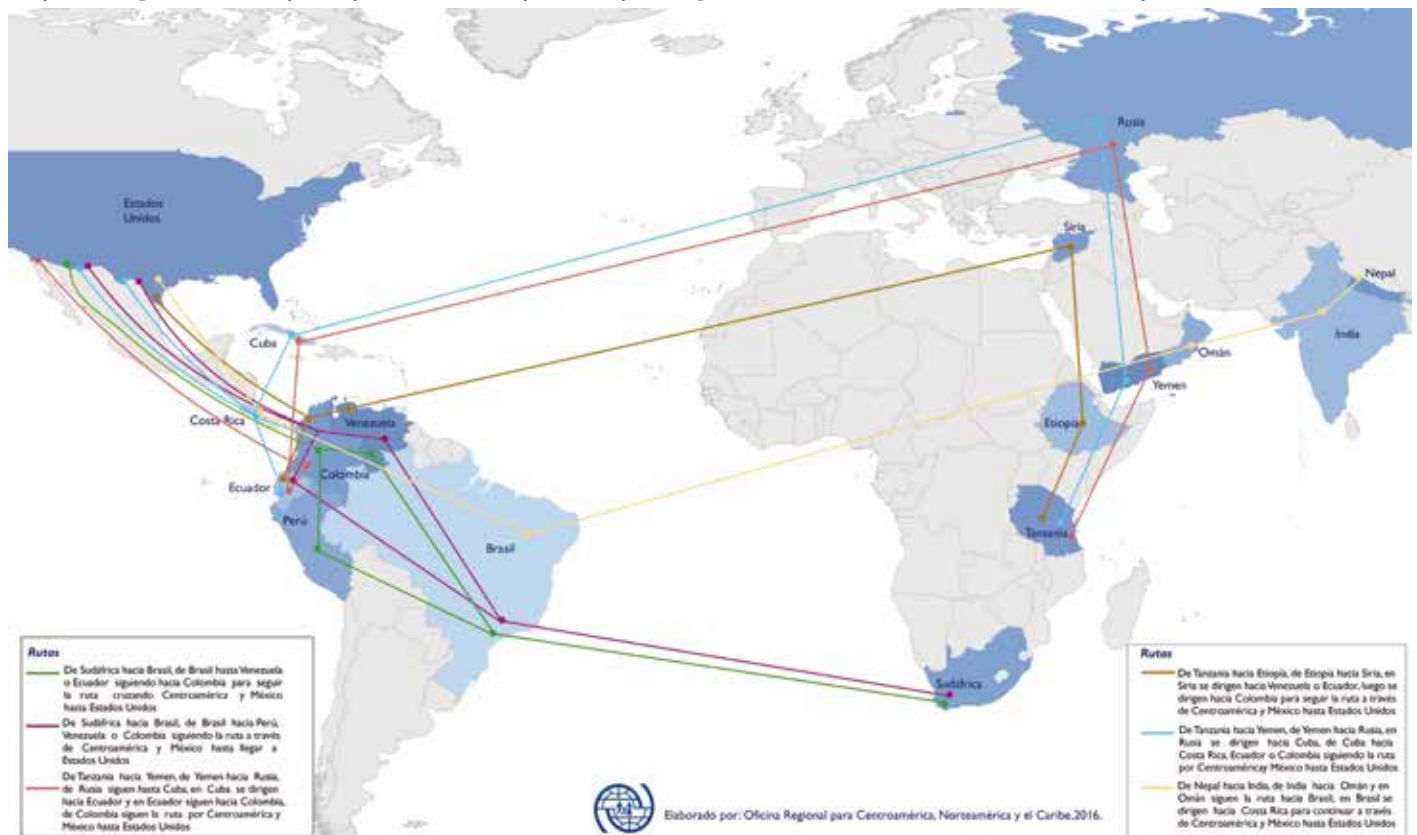 Rusia
Estados
Unidos
Siria
Nepal
Cuba
India
Omán
Costa Rica
Yemen
Venezuela
Etiopía
Colombia
Ecuador
Perú
Tanzania
Brasil
Sudáfrica
Rutas
De Sudáfrica hacia Brasil, de Brasil hasta Venezuela
o Ecuador siguiendo hacia Colombia para seguir
la ruta cruzando Centroamérica y México
hasta Estados Unidos
De Sudáfrica hacia Brasil, de Brasil hacia Perú,
Venezuela o Colombia siguiendo la ruta a través
de Centroamérica y México hasta llegar a
Estados Unidos
De Tanzania hacia Yemen, de Yemen hacia Rusia,
de Rusia siguen hasta Cuba, en Cuba se dirigen
hacia Ecuador y en Ecuador siguen hacia Colombia,
de Colombia siguen la ruta por Centroamérica y
México hasta Estados Unidos
Elaborado por: Oficina Regional para Centroamérica, Norteamérica y el Caribe,2016.
Rutas
De Tanzania hacia Etiopía, de Etiopía hacia Siria, en
Siria se dirigen hacia Venezuela o Ecuador, luego se
dirigen hacia Colombia para seguir la ruta a través
de Centroamérica y México hasta Estados Unidos
De Tanzania hacia Yemen, de Yemen hacia Rusia, en
Rusia se dirigen hacia Cuba, de Cuba hacia
Costa Rica, Ecuador o Colombia siguiendo la ruta
por Centroaméricay México hasta Estados Unidos
De Nepal hacia India, de India hacia Omán y en
Omán siguen la ruta hacia Brasil, en Brasil se
dirigen hacia Costa Rica para continuar a través
de Centroamérica y México hasta Estados Unidos